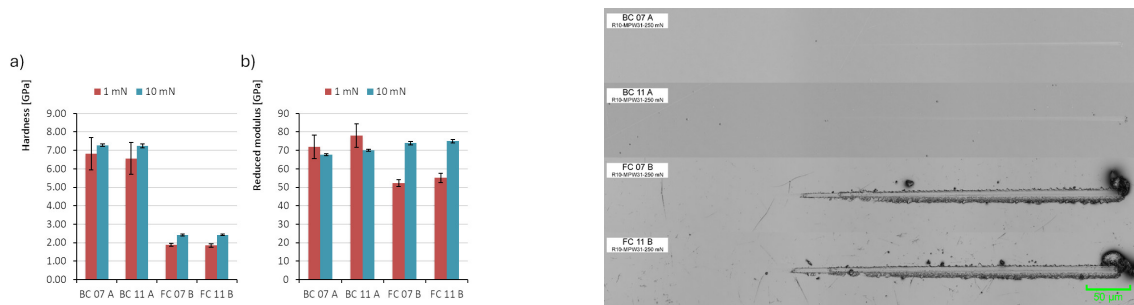 a)
Hardness [GPa]
1 mN
10 mN
9.00
8.00
7.00
6.00
5.00
4.00
3.00
2.00
1.00
0.00
BC 07 A
BC 11 A
FC 07 B
FC 11 B
b)
Reduced modulus [GPa]
1 mN
10 mN
90
80
70
60
50
40
30
20
10
0
BC 07 A
BC 11 A
FC 07 B
FC 11 B
BC 07 A
R10-MPW31-250 mN
BC 11 A
R10-MPW31-250 mN
FC 07 B
R10-MPW31-250 mN
FC 11 B
R10-MPW31-250 mN
50 µm